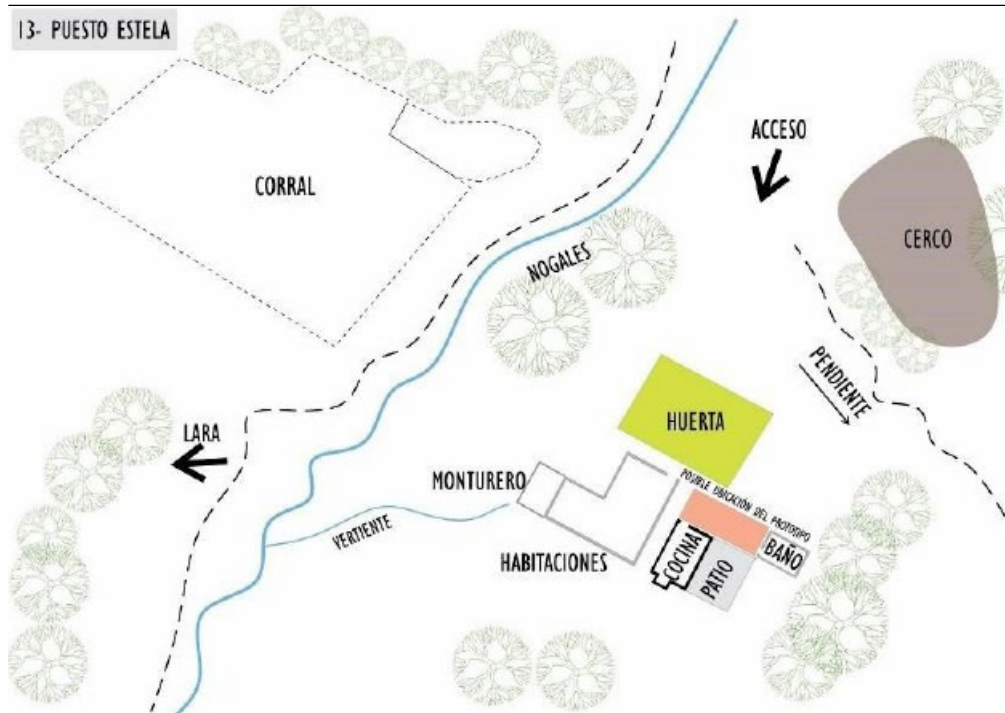 13- PUESTO ESTELA
ACCESO
CORRAL
CERCO
NOGALES
PENDIENTE
HUERTA
LARA
MONTURERO
POSIBLE UBICACIÓN DEL PROTOTIPO
VERTIENTE
BAÑO
COCINA
HABITACIONES
PATIO